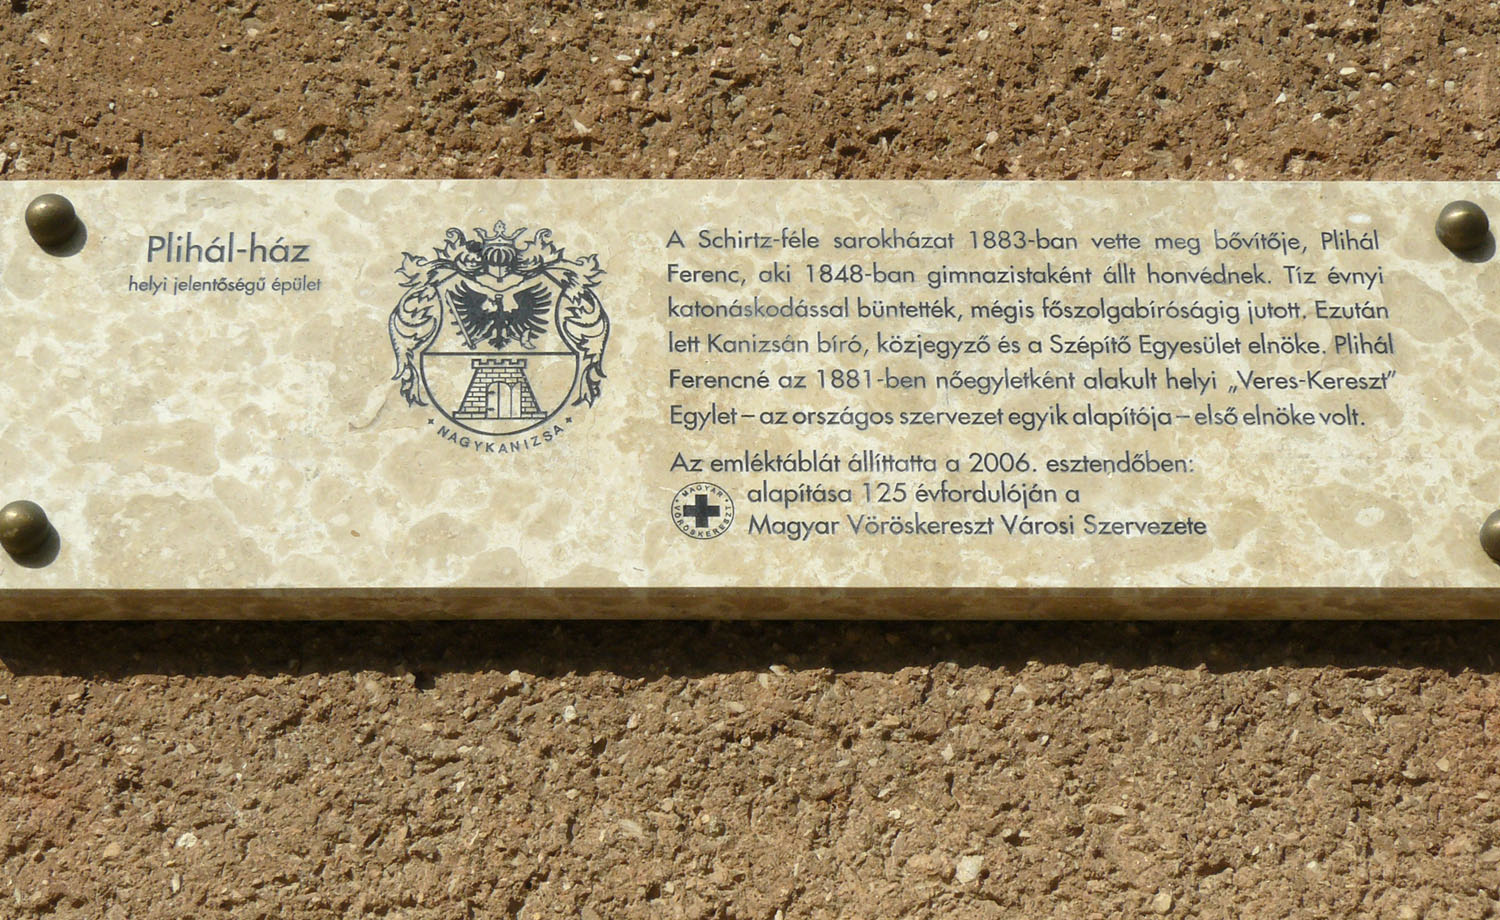 Plihál-ház
helyi jelentőségű épület
NAGYKANIZSA
A Schirtz-féle sarokházat 1883-ban vette meg bővítője, Plihál
Ferenc, aki 1848-ban gimnazistaként állt honvédnek. Tíz évnyi
katonáskodással büntették, mégis főszolgabíróságig jutott. Ezután
lett Kanizsán bíró, közjegyző és a Szépítő Egyesület elnöke. Plihál
Ferencné az 1881-ben nőegyletként alakult helyi „Veres-Kereszt”
Egylet – az országos szervezet egyik alapítója – első elnöke volt.
Az emléktáblát állíttatta a 2006. esztendőben:
alapítása 125 évfordulóján a
Magyar Vöröskereszt Városi Szervezete
MAGYAR VÖRÖSKERESZT